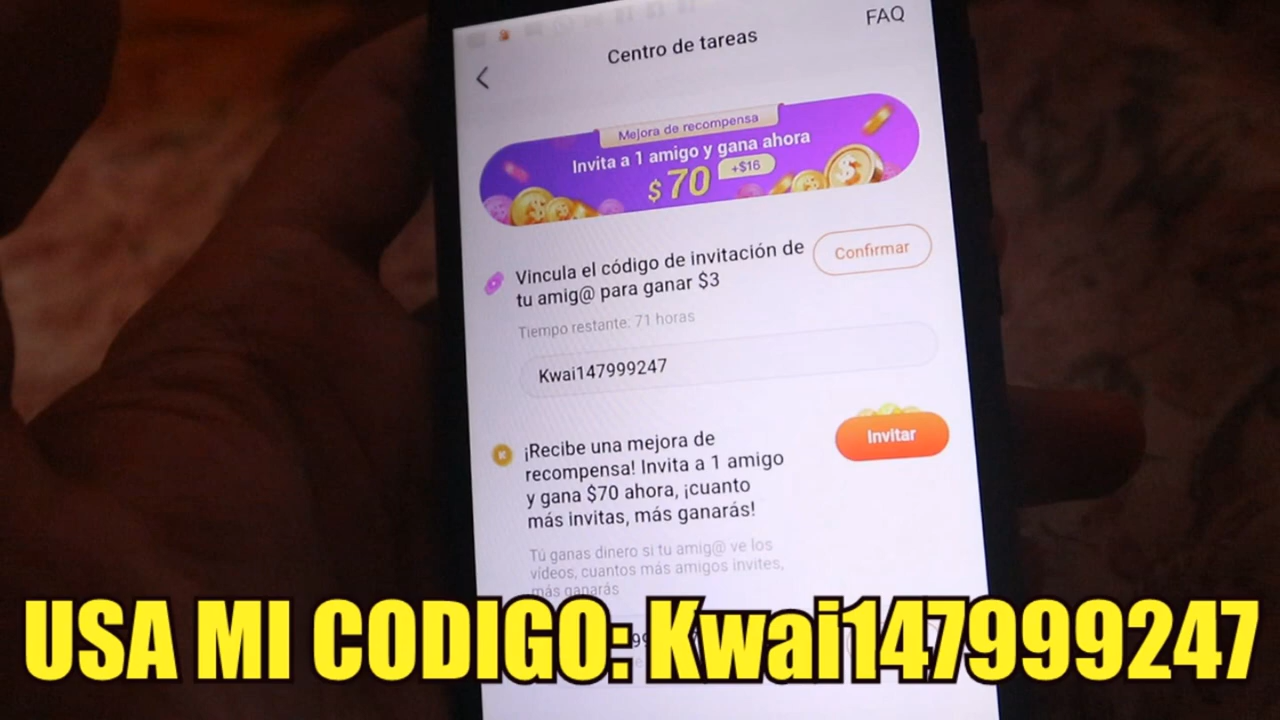 FAQ
Centro de tareas
Mejora de recompensa
Invita a 1 amigo y gana ahora
$70 +$16
Vincula el código de invitación de
tu amig@ para ganar $3
Confirmar
Tiempo restante: 71 horas
Kwai147999247
¡Recibe una mejora de
recompensa! Invita a 1 amigo
y gana $70 ahora, ¡cuanto
más invitas, más ganarás!
Invitar
Tú ganas dinero si tu amig@ ve los
vídeos, cuantos más amigos invites,
más ganarás
USA MI CODIGO: Kwai147999247